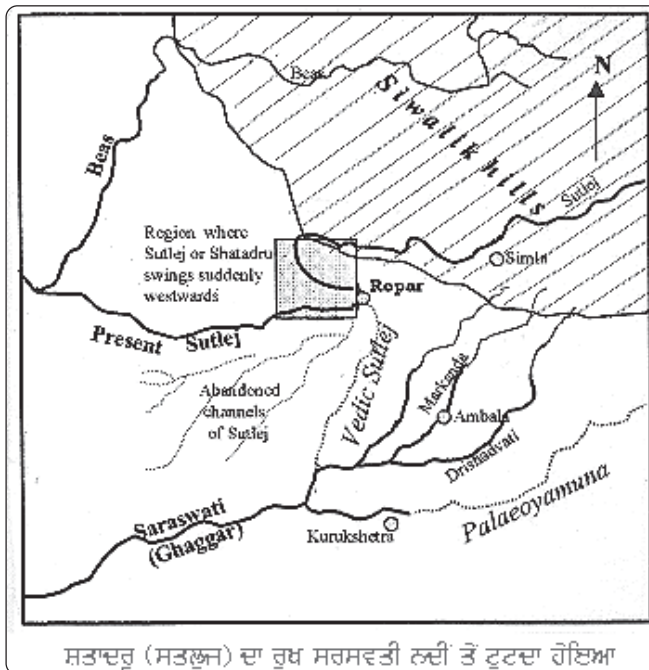 Beas
Siwalik hills
N
Beas
Sutlej
Region where
Sutlej or Shatadru
swings suddenly
westwards
Simla
Ropar
Present Sutlej
Vedic Sutlej
Markanda
Abandoned
channels
of Sutlej
Ambala
Drishadvati
Palaeoyamuna
Saraswati
(Ghaggar)
Kurukshetra
ਸ਼ਤਾਦਰੂ (ਸਤਲੁਜ) ਦਾ ਰੁਖ ਸਰਸਵਤੀ ਨਦੀ ਤੋਂ ਟੁਟਦਾ ਹੋਇਆ